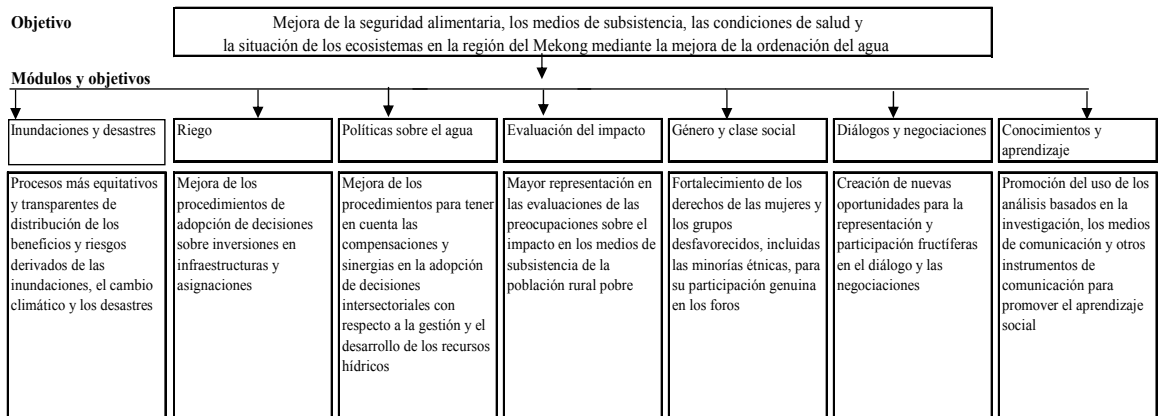 Objetivo
Mejora de la seguridad alimentaria, los medios de subsistencia, las condiciones de salud y
la situación de los ecosistemas en la región del Mekong mediante la mejora de la ordenación del agua
Módulos y objetivos
Inundaciones y desastres
Procesos más equitativos
y transparentes de
distribución de los
beneficios y riesgos
derivados de las
inundaciones, el cambio
climático y los desastres
Riego
Mejora de los
procedimientos de
adopción de decisiones
sobre inversiones en
infraestructuras y
asignaciones
Políticas sobre el agua
Mejora de los
procedimientos para tener
en cuenta las
compensaciones y
sinergias en la adopción
de decisiones
intersectoriales con
respecto a la gestión y el
desarrollo de los recursos
hídricos
Evaluación del impacto
Mayor representación en
las evaluaciones de las
preocupaciones sobre el
impacto en los medios de
subsistencia de la
población rural pobre
Género y clase social
Fortalecimiento de los
derechos de las mujeres y
los grupos
desfavorecidos, incluidas
las minorías étnicas, para
su participación genuina
en los foros
Diálogos y negociaciones
Creación de nuevas
oportunidades para la
representación y
participación fructíferas
en el diálogo y las
negociaciones
Conocimientos y
aprendizaje
Promoción del uso de los
análisis basados en la
investigación, los medios
de comunicación y otros
instrumentos de
comunicación para
promover el aprendizaje
social